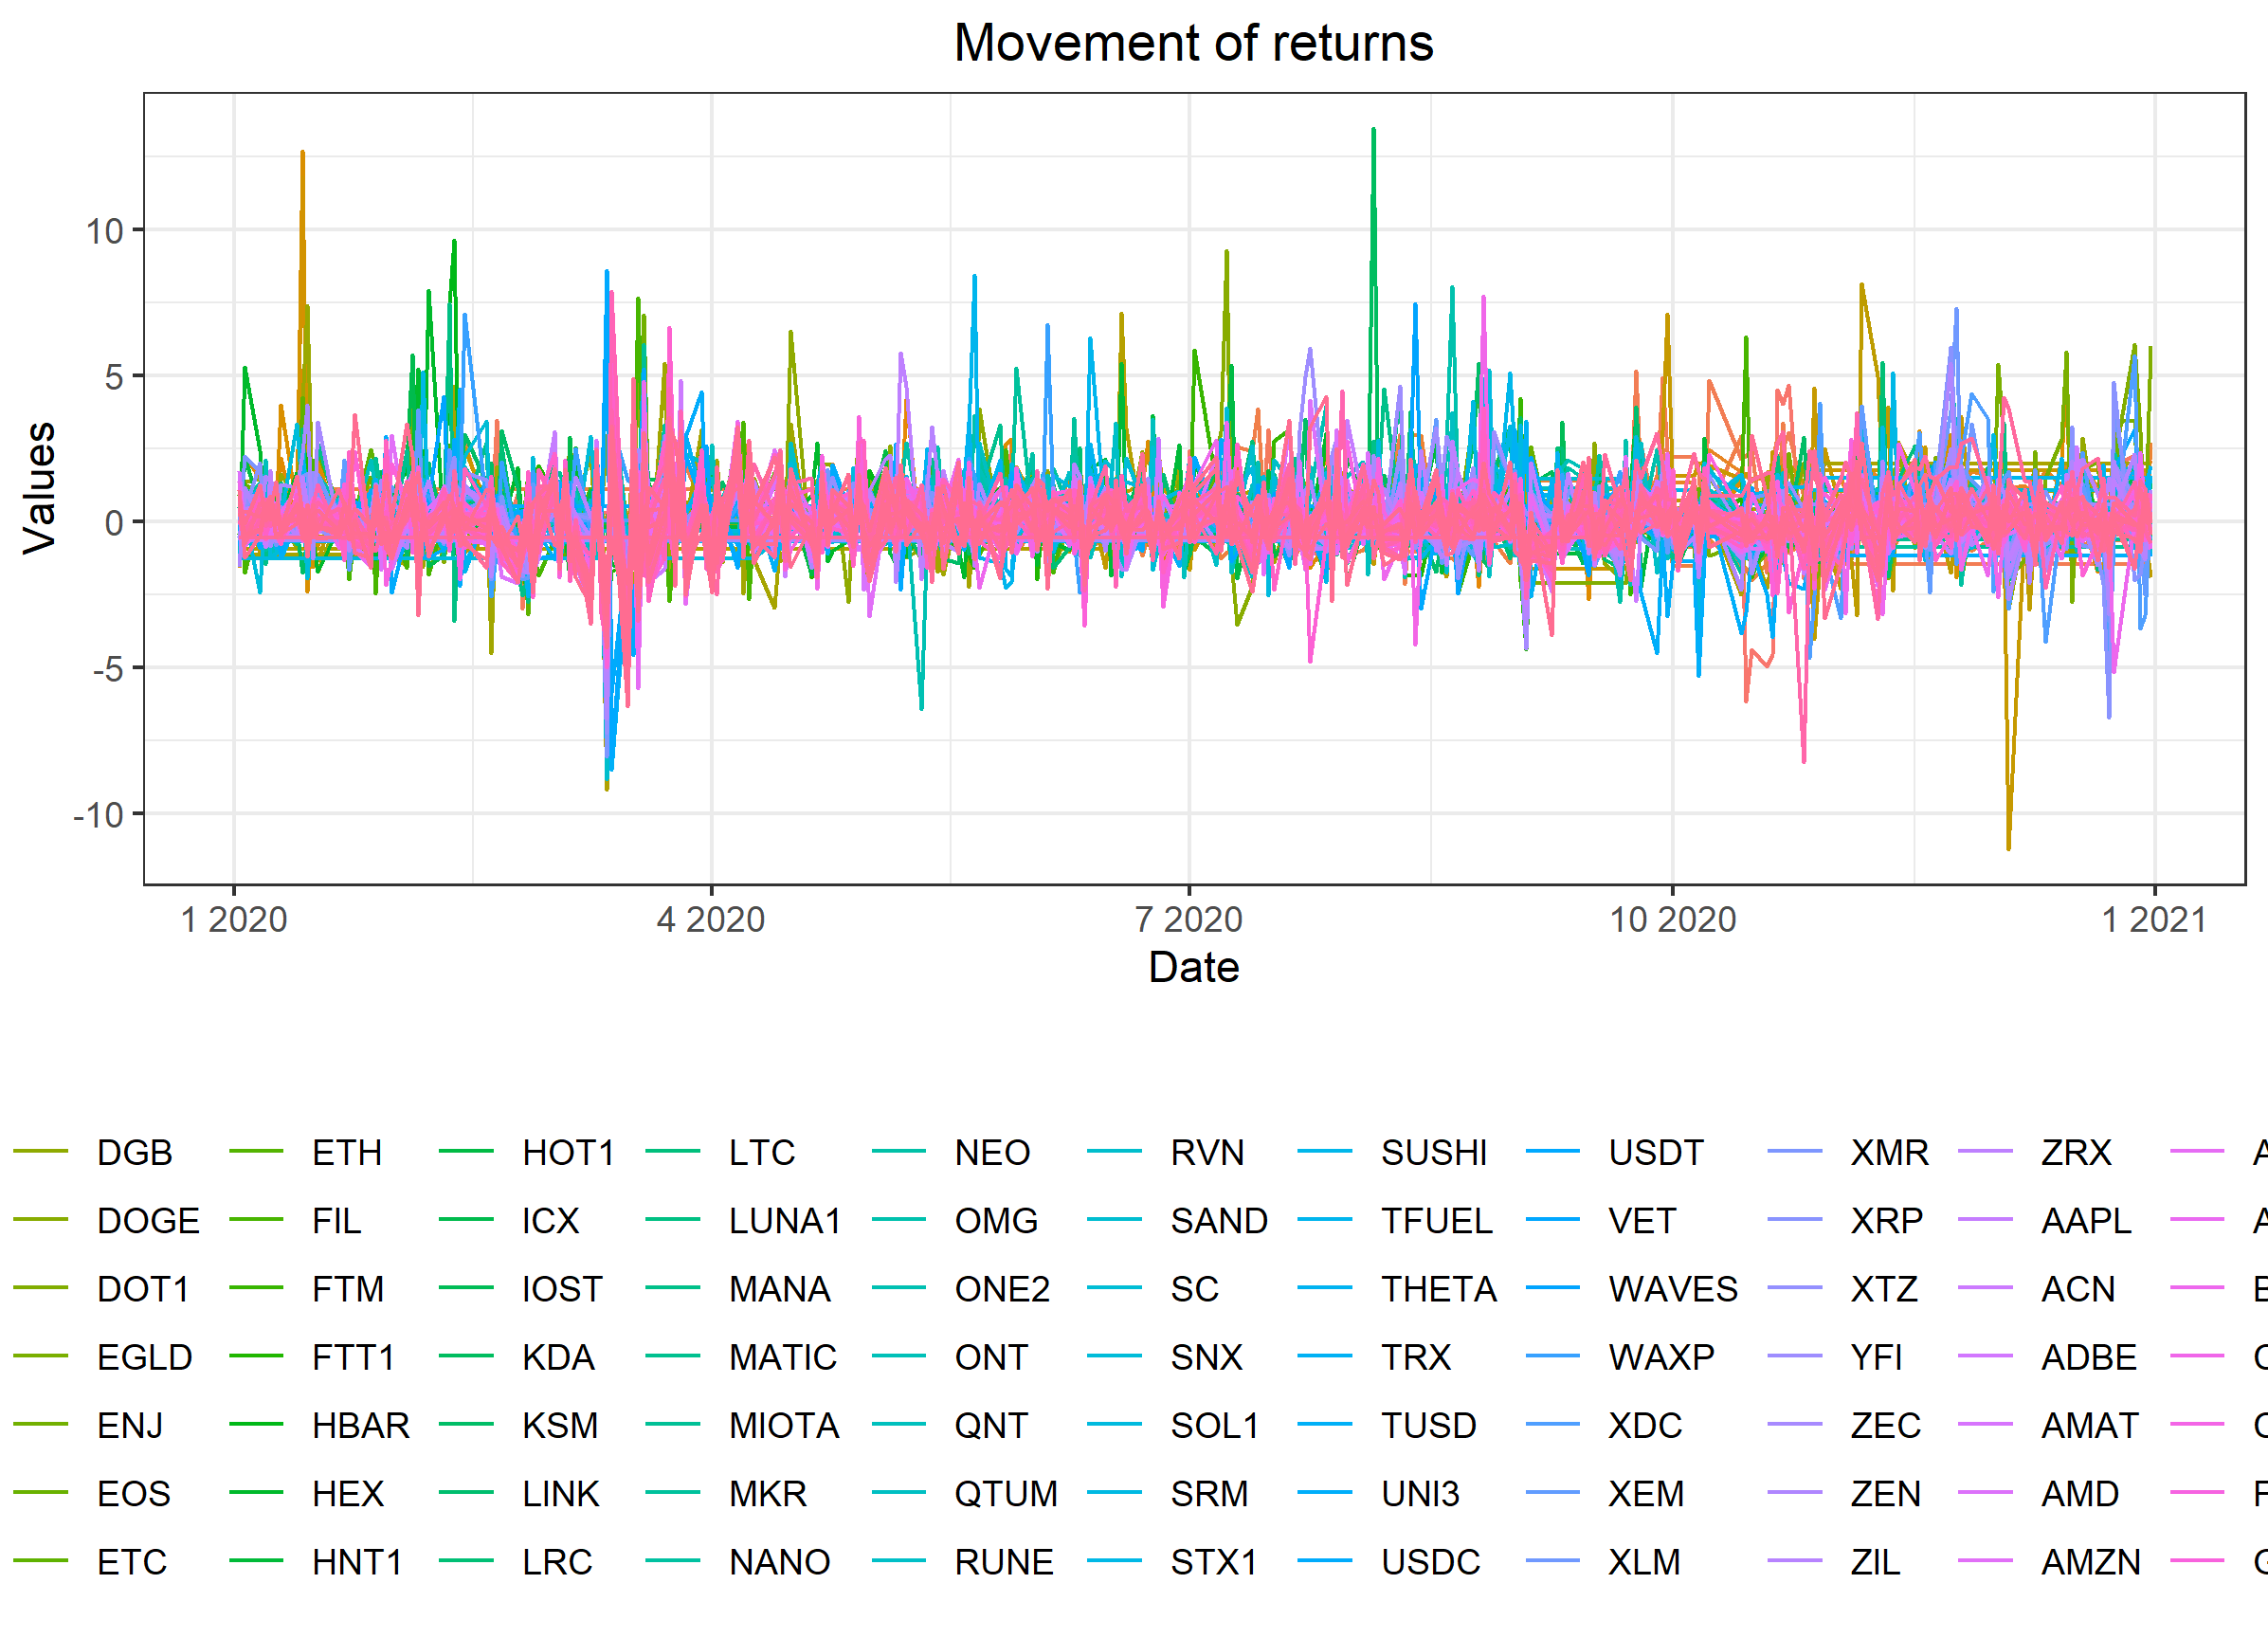 Movement of returns
Values
10
5
0
-5
-10
1 2020 4 2020 7 2020 10 2020 1 2021
Date
DGB ETH HOT1 LTC NEO RVN SUSHI USDT XMR ZRX
DOGE FIL ICX LUNA1 OMG SAND TFUEL VET XRP AAPL
DOT1 FTM IOST MANA ONE2 SC THETA WAVES XTZ ACN
EGLD FTT1 KDA MATIC ONT SNX TRX WAXP YFI ADBE
ENJ HBAR KSM MIOTA QNT SOL1 TUSD XDC ZEC AMAT
EOS HEX LINK MKR QTUM SRM UNI3 XEM ZEN AMD
ETC HNT1 LRC NANO RUNE STX1 USDC XLM ZIL AMZN